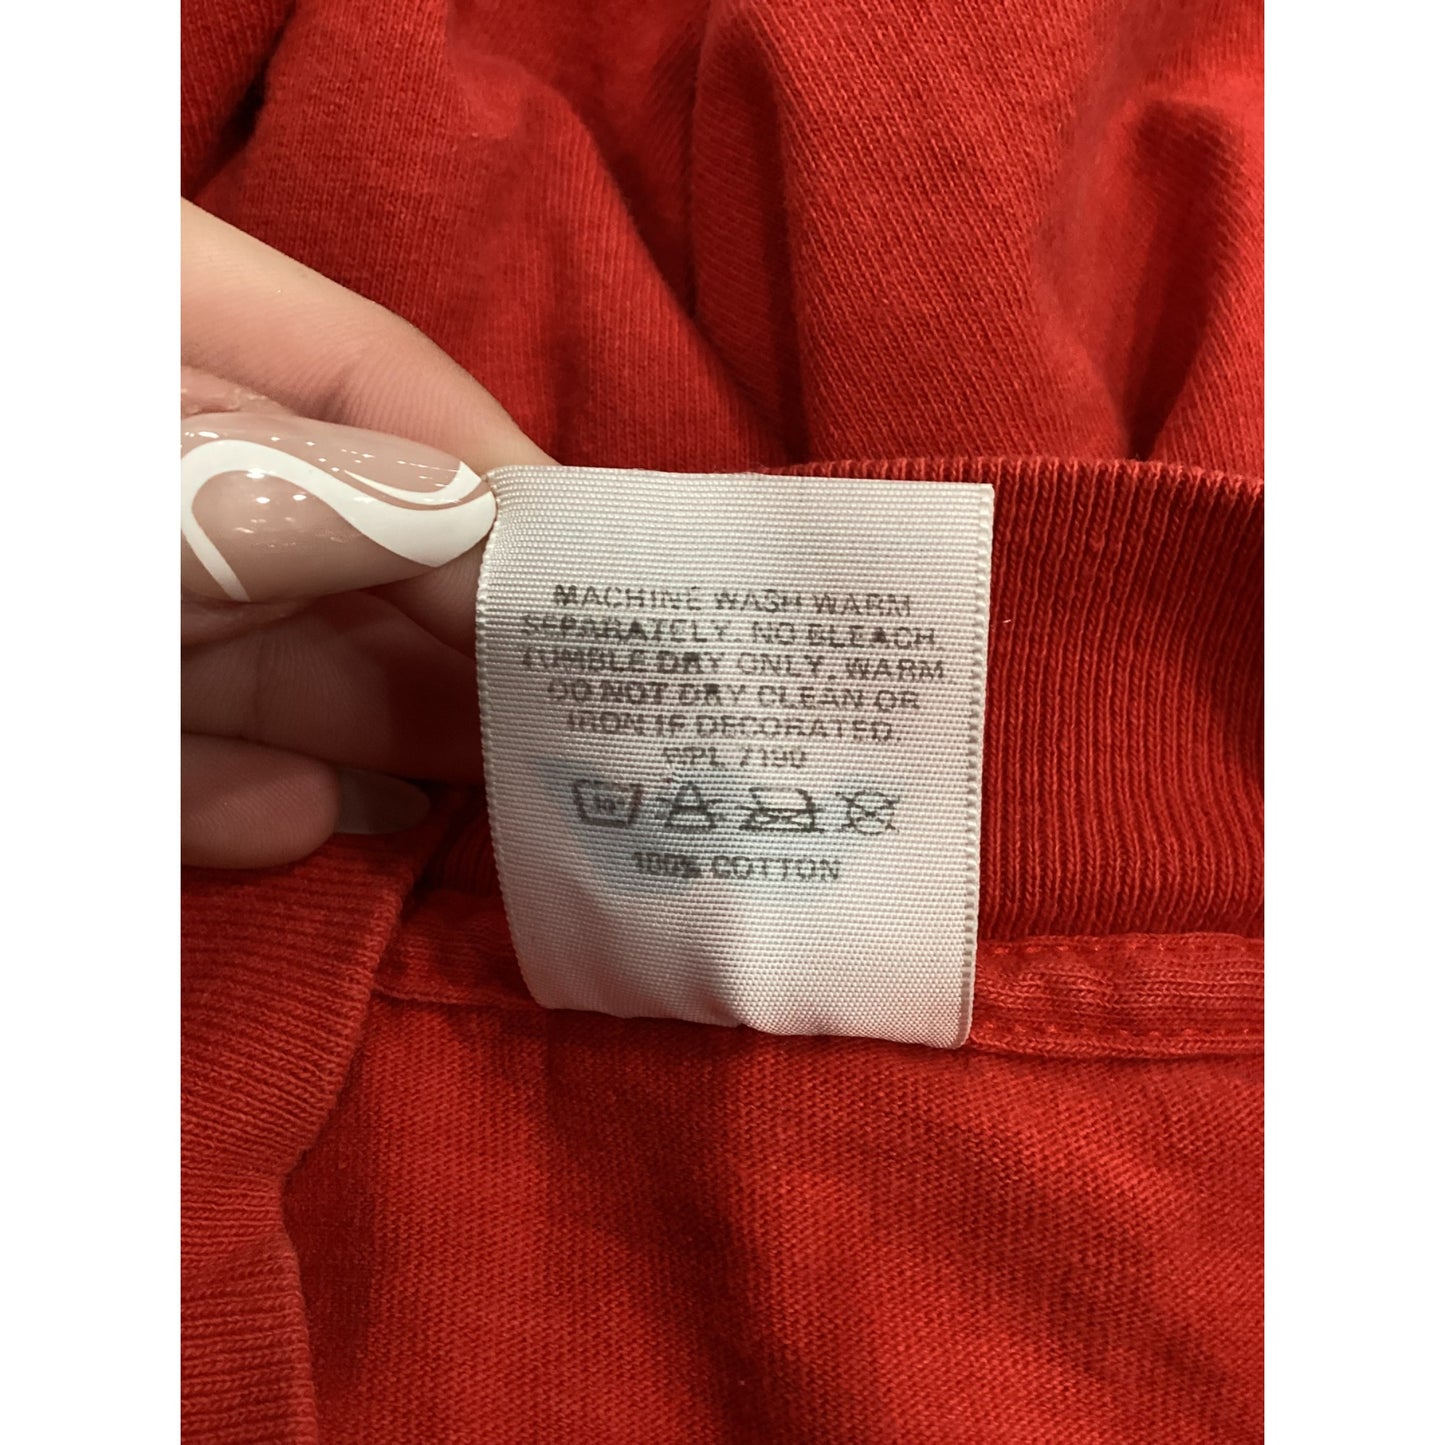 MACHINE WASH WARM
SEPARATELY. NO BLEACH.
TUMBLE DRY ONLY, WARM
DO NOT DRY CLEAN OR
IRON IF DECORATED.
7190
100% COTTON